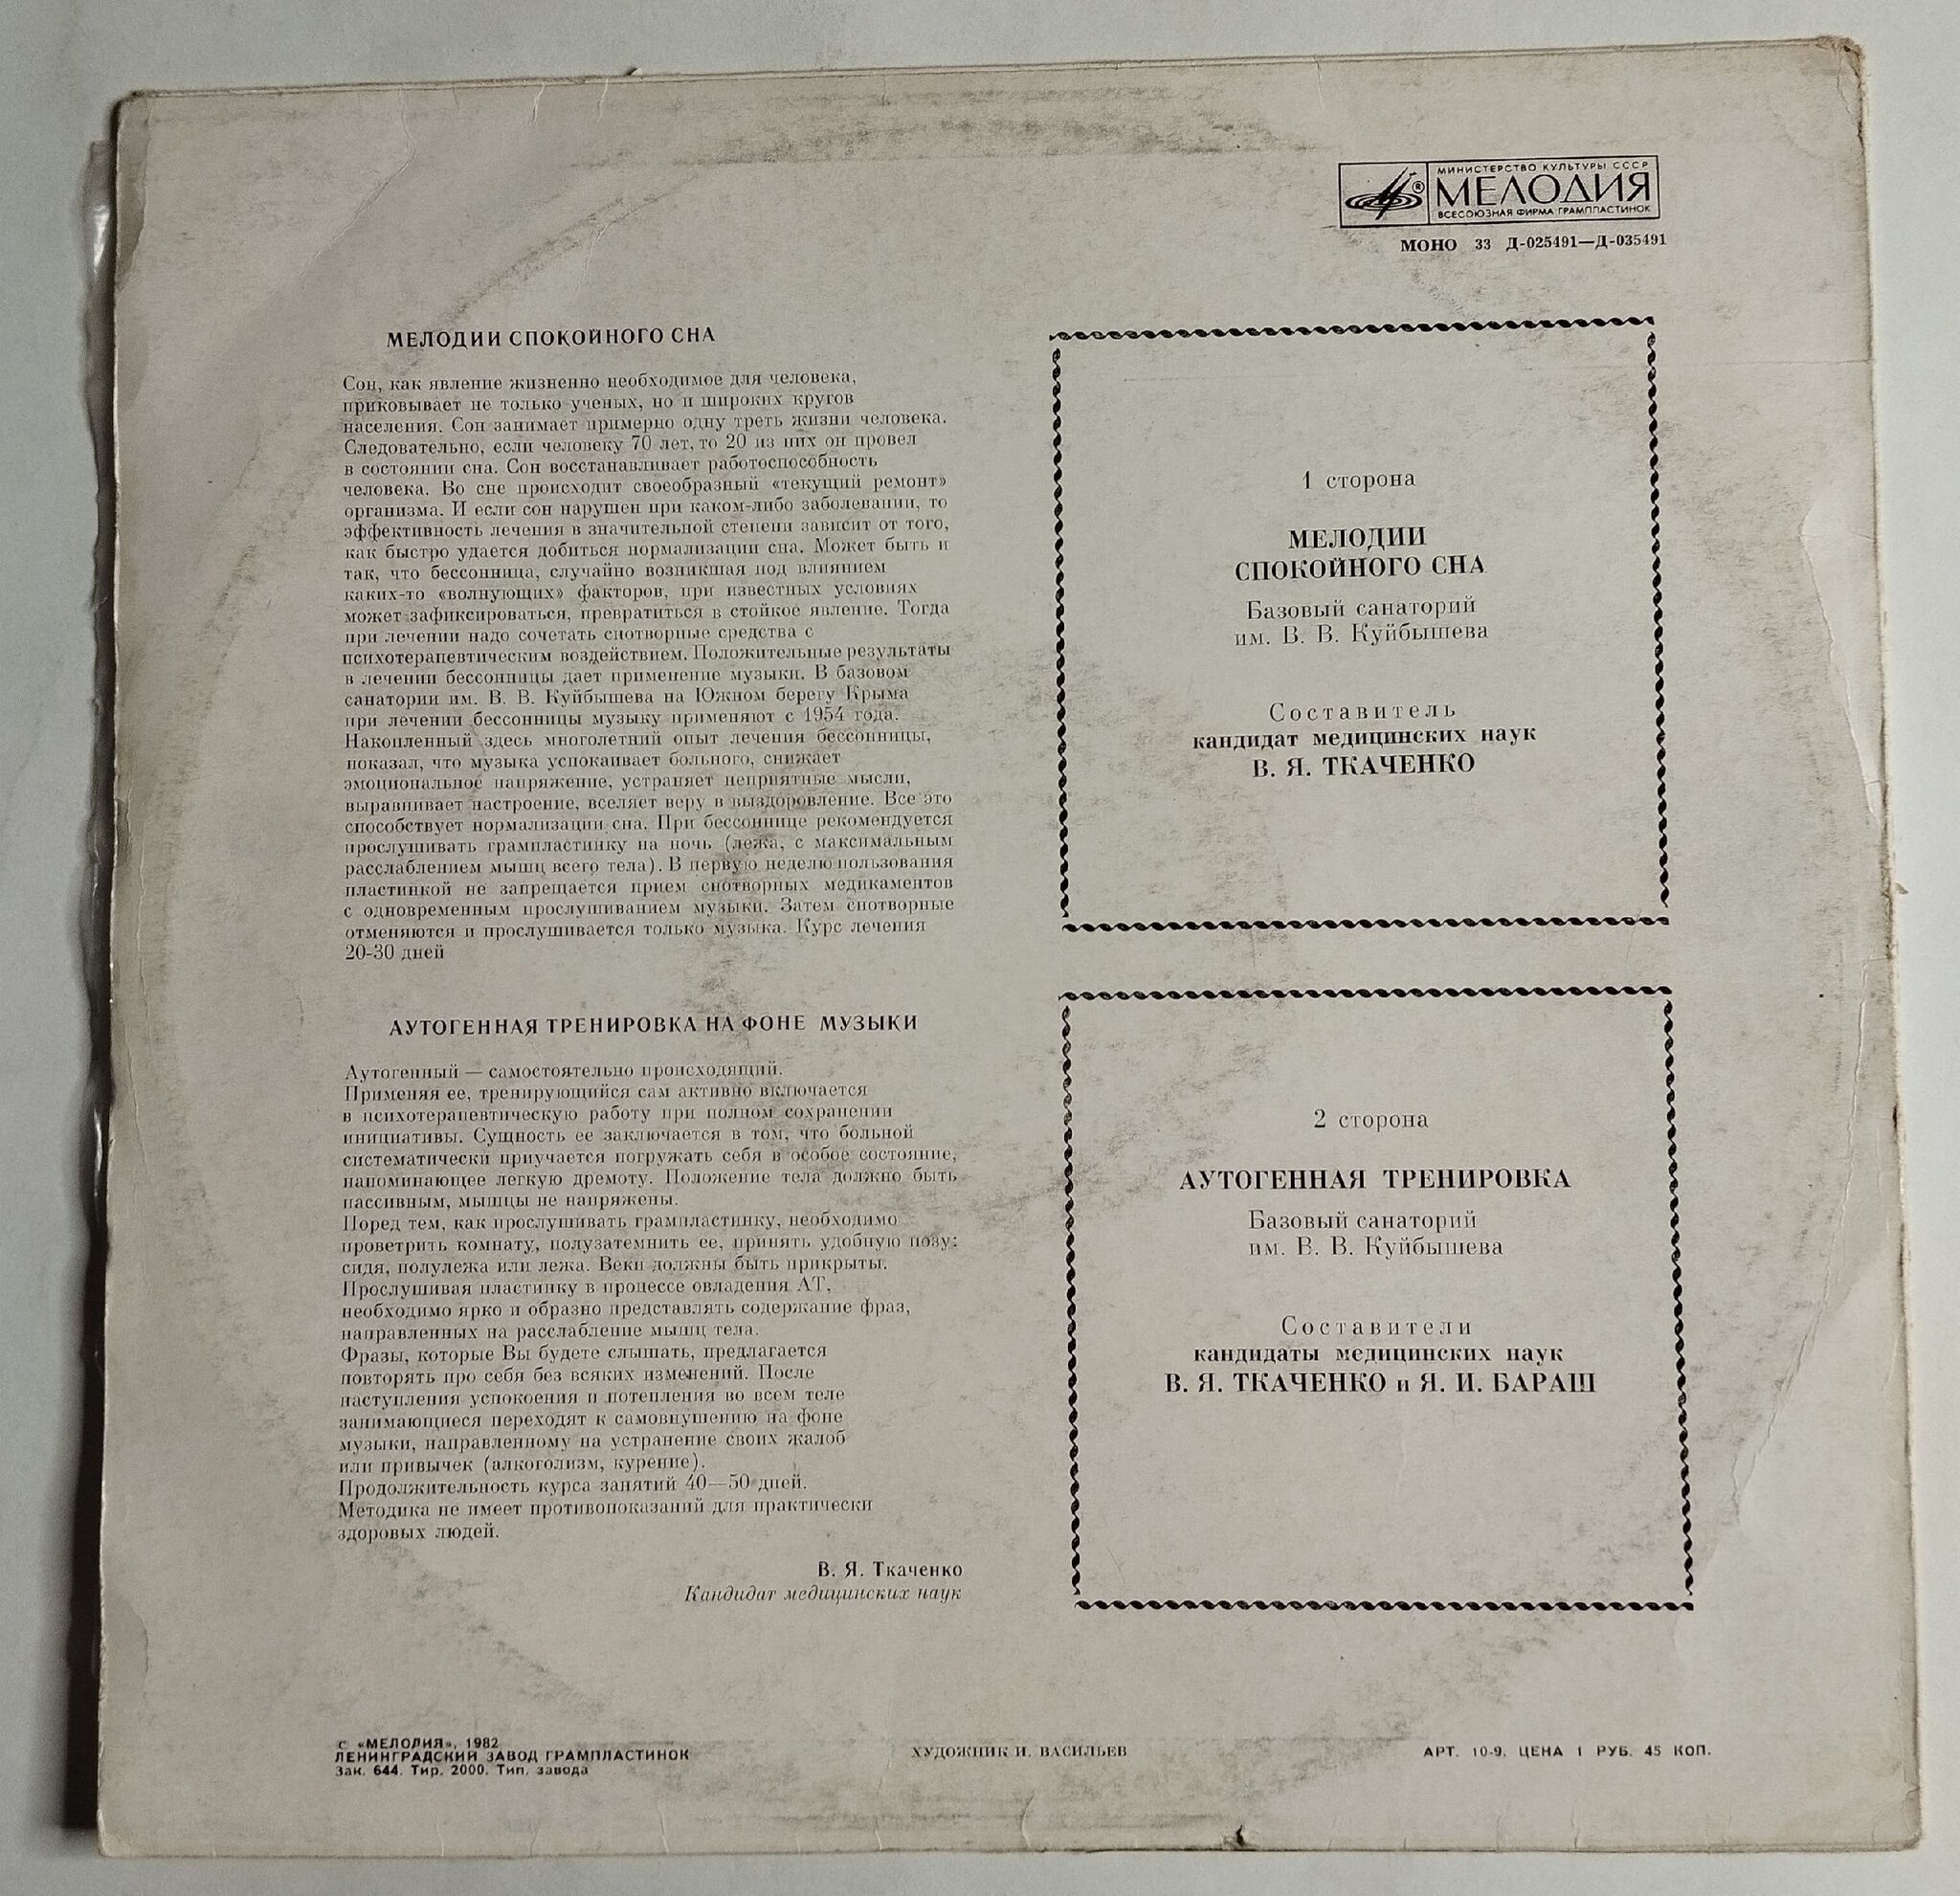 МИНИСТЕРСТВО КУЛЬТУРЫ СССР
МЕЛОДИЯ
ВСЕСОЮЗНАЯ ФИРМА ГРАМПЛАСТИНОК
МОНО 33 Д-025491—Д-035491
МЕЛОДИИ СПОКОЙНОГО СНА
Сон, как явление жизненно необходимое для человека,
приковывает не только ученых, но и широких кругов
населения. Сон занимает примерно одну треть жизни человека.
Следовательно, если человеку 70 лет, то 20 из них он провел
в состоянии сна. Сон восстанавливает работоспособность
человека. Во сне происходит своеобразный «текущий ремонт»
организма. И если сон нарушен при каком-либо заболевании, то
эффективность лечения в значительной степени зависит от того,
как быстро удается добиться нормализации сна. Может быть и
так, что бессонница, случайно возникшая под влиянием
каких-то «волнующих» факторов, при известных условиях
может зафиксироваться, превратиться в стойкое явление. Тогда
при лечении надо сочетать снотворные средства с
психотерапевтическим воздействием. Положительные результаты
в лечении бессонницы дает применение музыки. В базовом
санатории им. В. В. Куйбышева на Южном берегу Крыма
при лечении бессонницы музыку применяют с 1954 года.
Накопленный здесь многолетний опыт лечения бессонницы,
показал, что музыка успокаивает больного, снижает
эмоциональное напряжение, устраняет неприятные мысли,
выравнивает настроение, вселяет веру в выздоровление. Все это
способствует нормализации сна. При бессоннице рекомендуется
прослушивать грампластинку на ночь (лежа, с максимальным
расслаблением мышц всего тела). В первую неделю пользования
пластинкой не запрещается прием снотворных медикаментов
с одновременным прослушиванием музыки. Затем снотворные
отменяются и прослушивается только музыка. Курс лечения
20-30 дней
АУТОГЕННАЯ ТРЕНИРОВКА НА ФОНЕ МУЗЫКИ
Аутогенный — самостоятельно происходящий.
Применяя ее, тренирующийся сам активно включается
в психотерапевтическую работу при полном сохранении
инициативы. Сущность ее заключается в том, что больной
систематически приучается погружать себя в особое состояние,
напоминающее легкую дремоту. Положение тела должно быть
пассивным, мышцы не напряжены.
Поред тем, как прослушивать грампластинку, необходимо
проветрить комнату, полузатемнить ее, принять удобную позу:
сидя, полулежа или лежа. Веки должны быть прикрыты.
Прослушивая пластинку в процессе овладения АТ,
необходимо ярко и образно представлять содержание фраз,
направленных на расслабление мышц тела.
Фразы, которые Вы будете слышать, предлагается
повторять про себя без всяких изменений. После
наступления успокоения и потепления во всем теле
занимающиеся переходят к самовнушению на фоне
музыки, направленному на устранение своих жалоб
или привычек (алкоголизм, курение).
Продолжительность курса занятий 40—50 дней.
Методика не имеет противопоказаний для практически
здоровых людей.
В. Я. Ткаченко
Кандидат медицинских наук
1 сторона
МЕЛОДИИ
СПОКОЙНОГО СНА
Базовый санаторий
им. В. В. Куйбышева
Составитель
кандидат медицинских наук
В. Я. ТКАЧЕНКО
2 сторона
АУТОГЕННАЯ ТРЕНИРОВКА
Базовый санаторий
им. В. В. Куйбышева
Составители
кандидаты медицинских наук
В. Я. ТКАЧЕНКО и Я. И. БАРАШ
С «МЕЛОДИЯ», 1982
ЛЕНИНГРАДСКИЙ ЗАВОД ГРАМПЛАСТИНОК
Зак. 644. Тир. 2000. Тип. завода
ХУДОЖНИК И. ВАСИЛЬЕВ
АРТ. 10-9. ЦЕНА 1 РУБ. 45 КОП.